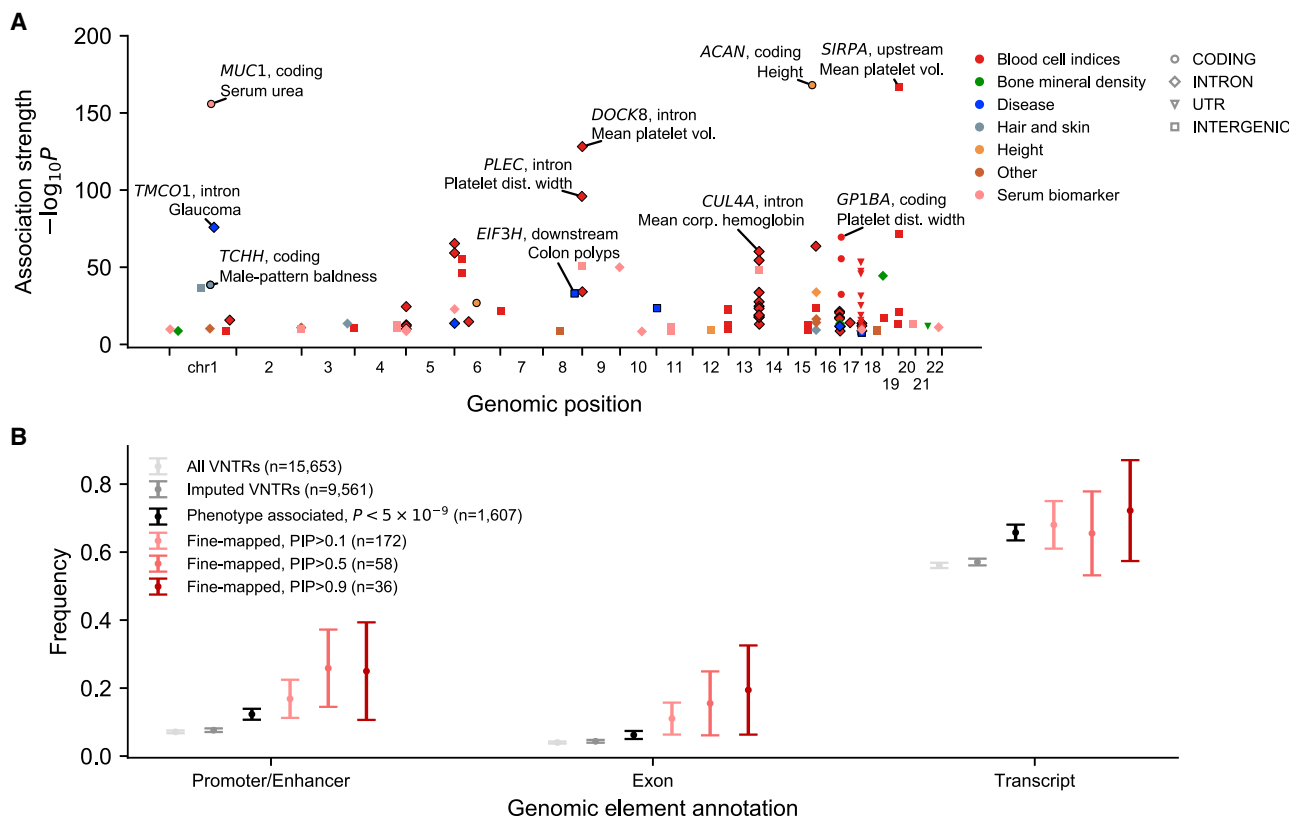 A
Association strength
−log₁₀P
200
150
100
50
0
MUC1, coding
Serum urea
TMCO1, intron
Glaucoma
TCHH, coding
Male-pattern baldness
DOCK8, intron
Mean platelet vol.
PLEC, intron
Platelet dist. width
EIF3H, downstream
Colon polyps
ACAN, coding
Height
SIRPA, upstream
Mean platelet vol.
CUL4A, intron
Mean corp. hemoglobin
GP1BA, coding
Platelet dist. width
Blood cell indices
Bone mineral density
Disease
Hair and skin
Height
Other
Serum biomarker
CODING
INTRON
UTR
INTERGENIC
chr1 2 3 4 5 6 7 8 9 10 11 12 13 14 15 16 17 18 20 22
19 21
Genomic position
B
Frequency
0.8
0.6
0.4
0.2
0.0
All VNTRs (n=15,653)
Imputed VNTRs (n=9,561)
Phenotype associated, P < 5 × 10⁻⁹ (n=1,607)
Fine-mapped, PIP>0.1 (n=172)
Fine-mapped, PIP>0.5 (n=58)
Fine-mapped, PIP>0.9 (n=36)
Promoter/Enhancer Exon Transcript
Genomic element annotation